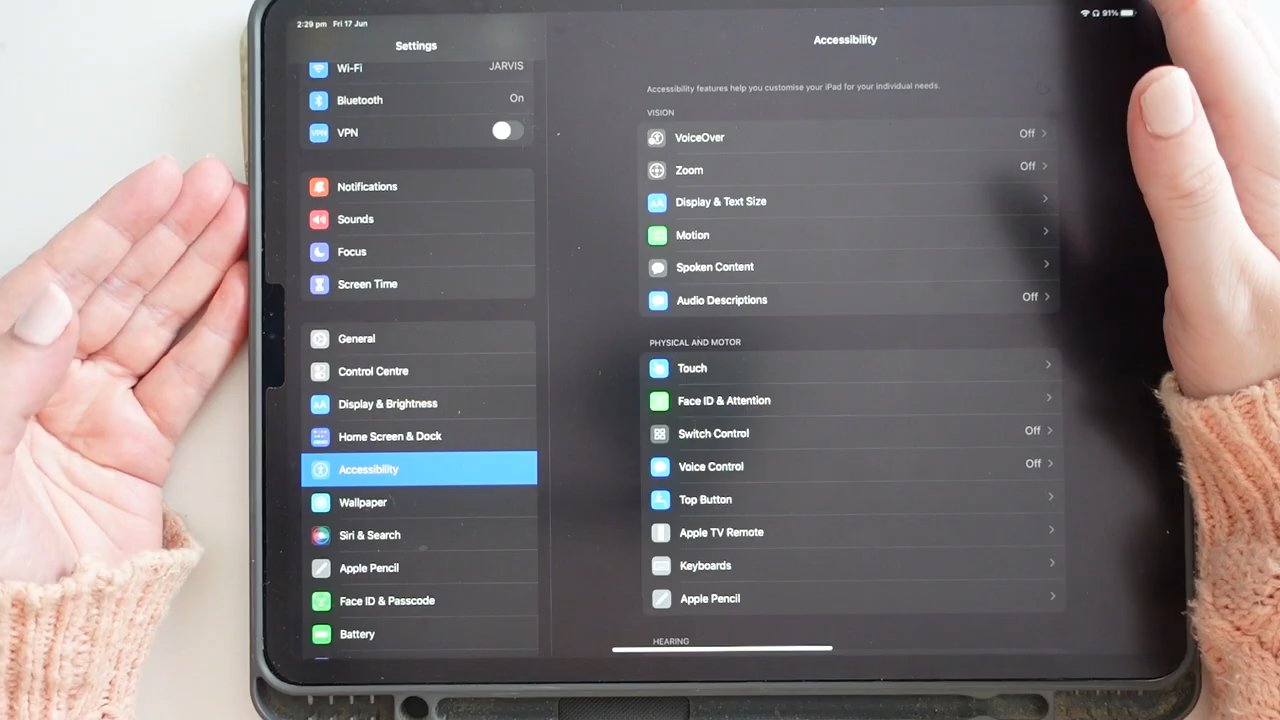 2:29 pm Fri 17 Jun
91%
Settings
Wi-Fi JARVIS
Bluetooth On
VPN VPN
Notifications
Sounds
Focus
Screen Time
General
Control Centre
AA Display & Brightness
Home Screen & Dock
Accessibility
Wallpaper
Siri & Search
Apple Pencil
Face ID & Passcode
Battery
Accessibility
Accessibility features help you customise your iPad for your individual needs.
VISION
VoiceOver Off
Zoom Off
AA Display & Text Size
Motion
Spoken Content
Audio Descriptions Off
PHYSICAL AND MOTOR
Touch
Face ID & Attention
Switch Control Off
Voice Control Off
Top Button
Apple TV Remote
Keyboards
Apple Pencil
HEARING